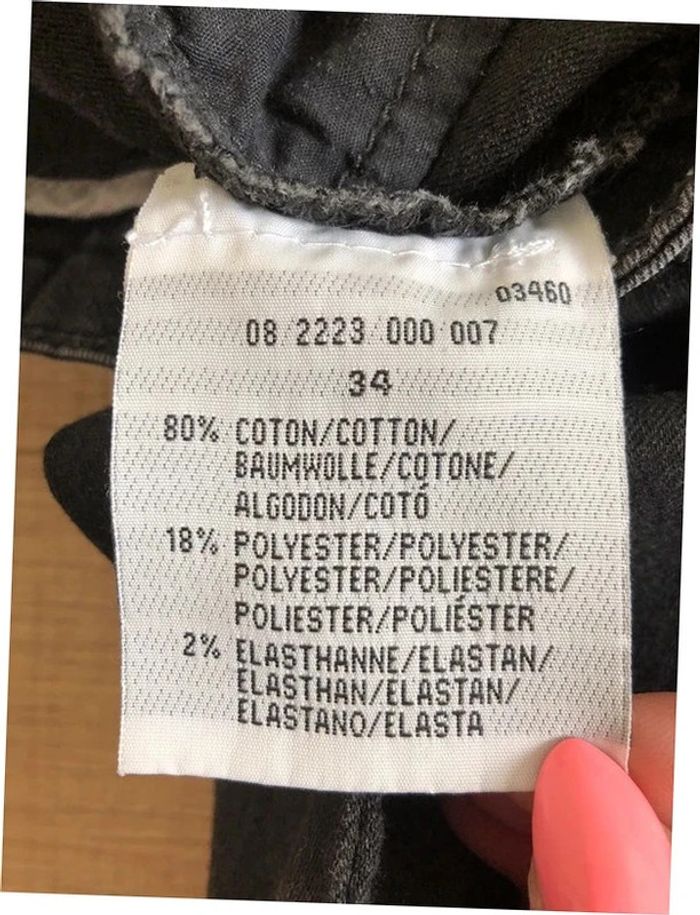 03460
08 2223 000 007
34
80% COTON/COTTON/
BAUMWOLLE/COTONE/
ALGODON/COTÓ
18% POLYESTER/POLYESTER/
POLYESTER/POLIESTERE/
POLIESTER/POLIÉSTER
2% ELASTHANNE/ELASTAN/
ELASTHAN/ELASTAN/
ELASTANO/ELASTA